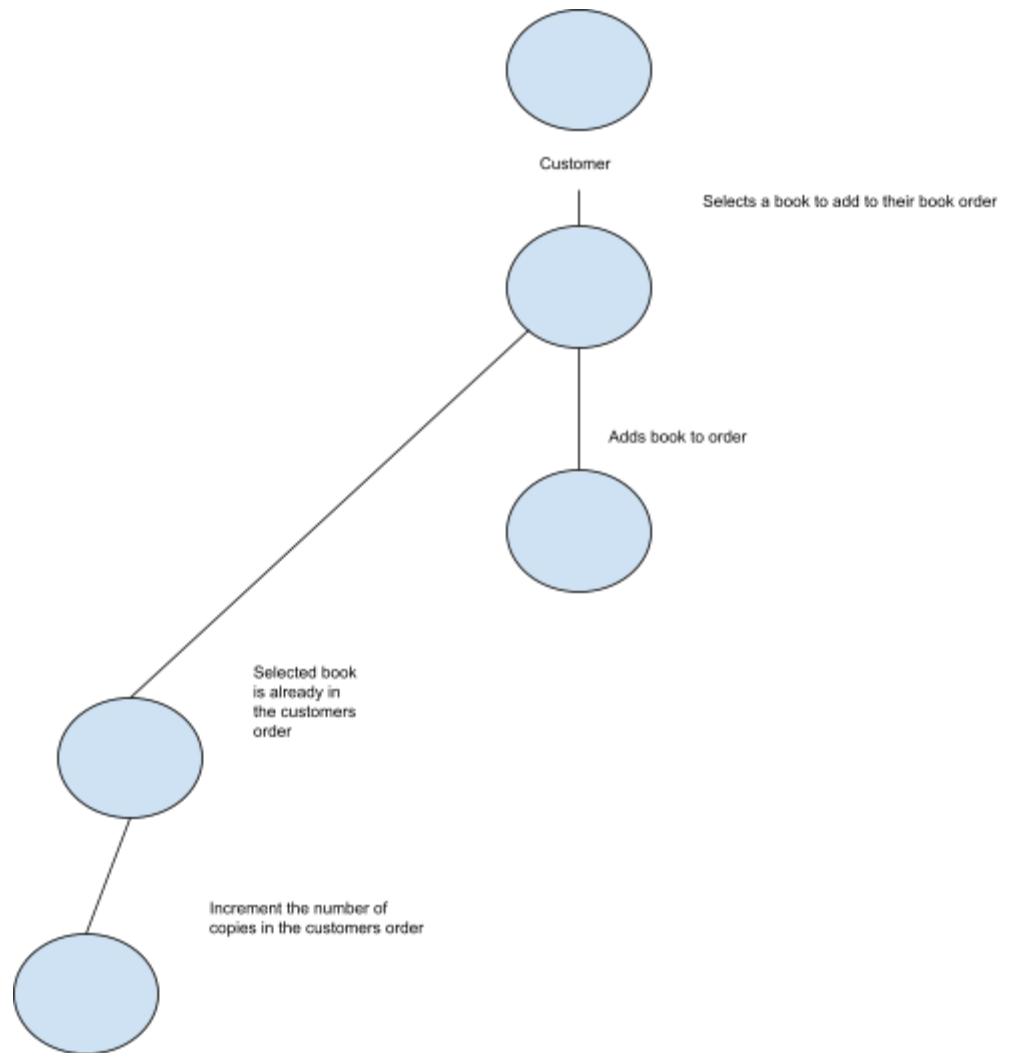 Customer
Selects a book to add to their book order
Adds book to order
Selected book
is already in
the customers
order
Increment the number of
copies in the customers order